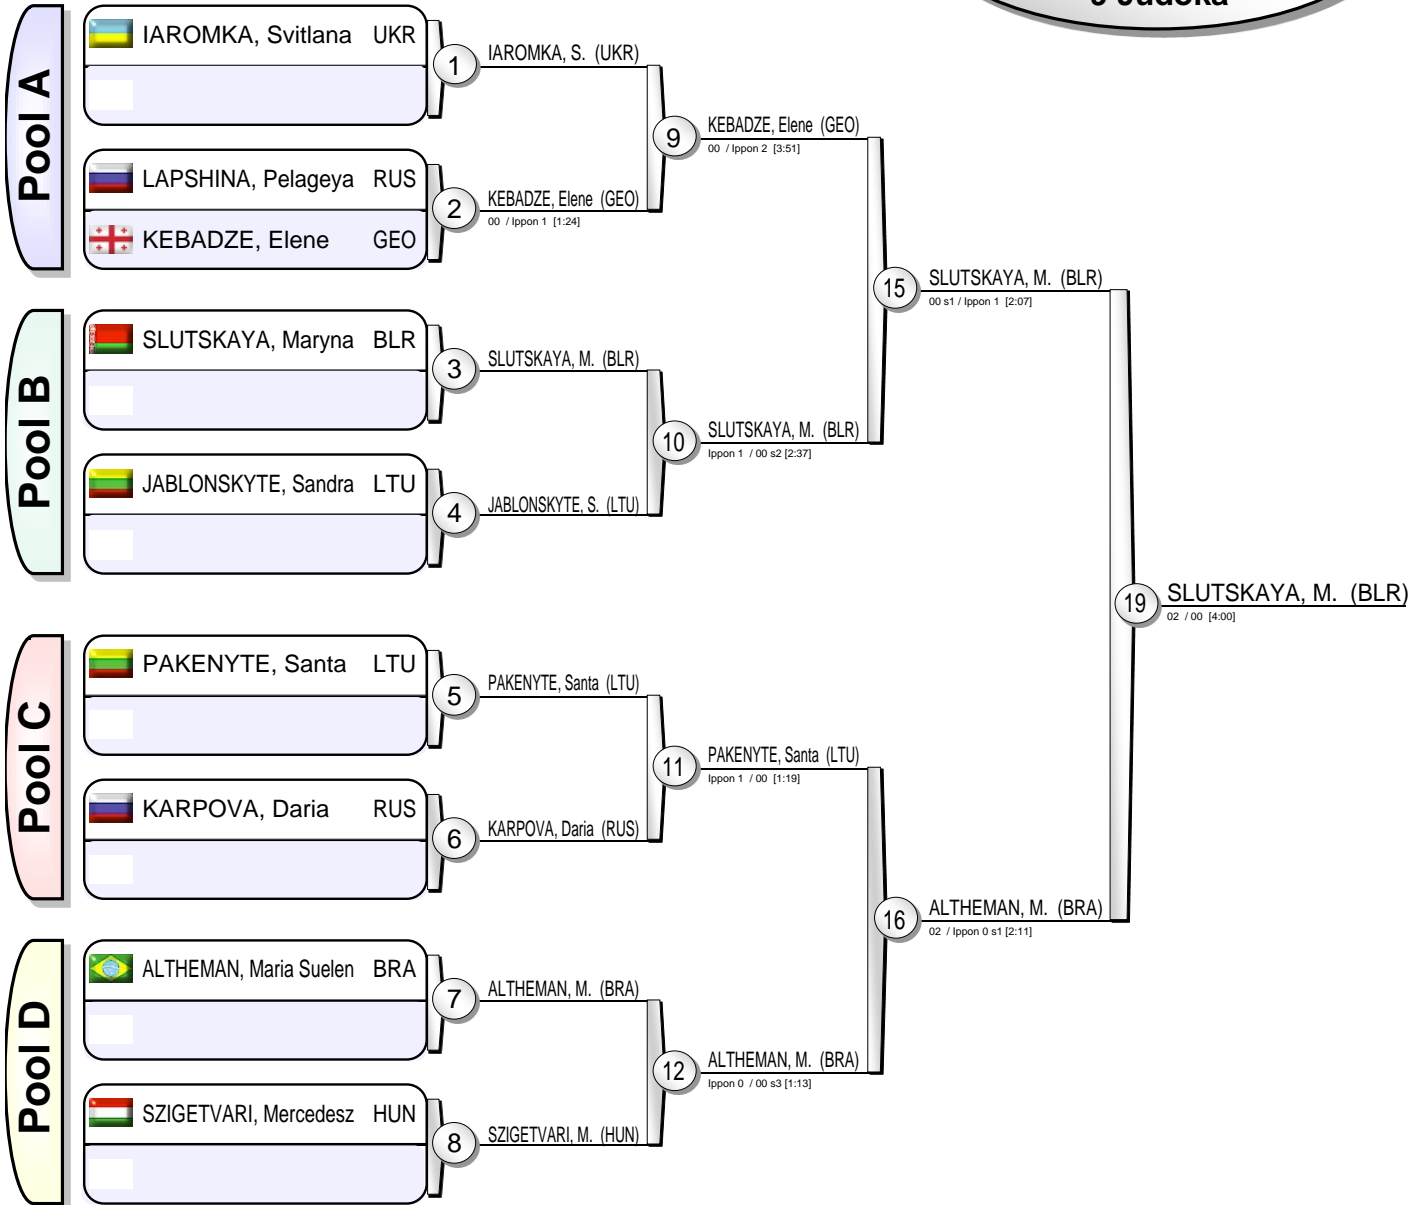 9 Judoka
Pool A
IAROMKA, Svitlana UKR
1
IAROMKA, S. (UKR)
LAPSHINA, Pelageya RUS
KEBADZE, Elene GEO
2
KEBADZE, Elene (GEO)
00 / Ippon 1 [1:24]
9
KEBADZE, Elene (GEO)
00 / Ippon 2 [3:51]
Pool B
SLUTSKAYA, Maryna BLR
3
SLUTSKAYA, M. (BLR)
JABLONSKYTE, Sandra LTU
4
JABLONSKYTE, S. (LTU)
10
SLUTSKAYA, M. (BLR)
Ippon 1 / 00 s2 [2:37]
15
SLUTSKAYA, M. (BLR)
00 s1 / Ippon 1 [2:07]
Pool C
PAKENYTE, Santa LTU
5
PAKENYTE, Santa (LTU)
KARPOVA, Daria RUS
6
KARPOVA, Daria (RUS)
11
PAKENYTE, Santa (LTU)
Ippon 1 / 00 [1:19]
Pool D
ALTHEMAN, Maria Suelen BRA
7
ALTHEMAN, M. (BRA)
SZIGETVARI, Mercedesz HUN
8
SZIGETVARI, M. (HUN)
12
ALTHEMAN, M. (BRA)
Ippon 0 / 00 s3 [1:13]
16
ALTHEMAN, M. (BRA)
02 / Ippon 0 s1 [2:11]
19
SLUTSKAYA, M. (BLR)
02 / 00 [4:00]